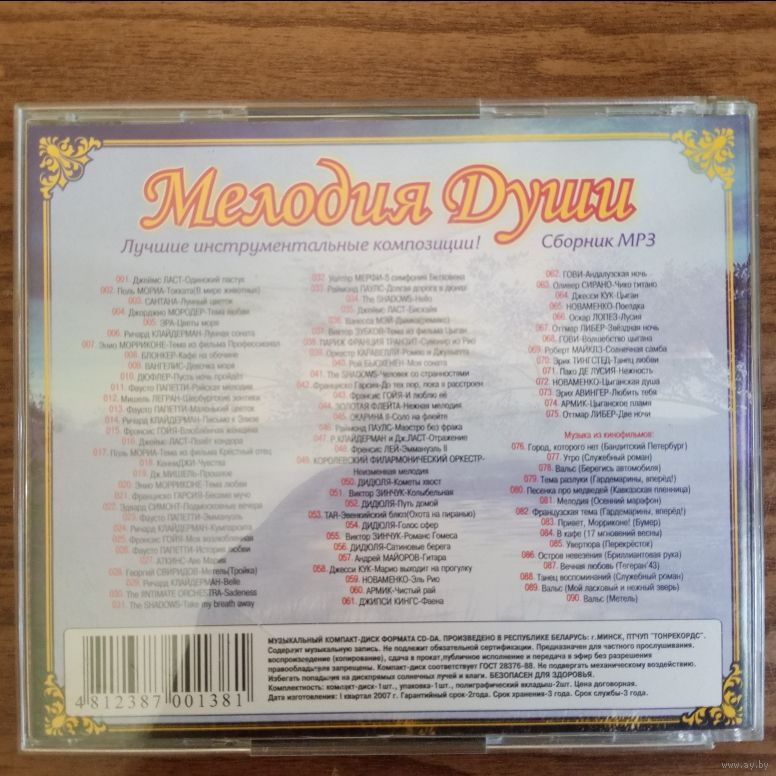 Мелодия Души
Лучшие инструментальные композиции! Сборник MP3
001. Джеймс ЛАСТ-Одинский пастух
002. Поль МОРИА-Токката(В мире животных)
003. САНТАНА-Лунный цветок
004. Джорджио МОРОДЕР-Тема любви
005. ЭРА-Цветы моря
006. Ричард КЛАЙДЕРМАН-Лунная соната
007. Энио МОРРИКОНЕ-Тема из фильма Профессионал
008. БЛОНКЕР-Кафе на обочине
009. ВАНГЕЛИС-Девочка моря
010. ДЮФЛЕР-Пусть ночь пройдёт
011. Фаусто ПАПЕТТИ-Райская мелодия
012. Мишель ЛЕГРАН-Шербургские зонтики
013. Фаусто ПАПЕТТИ-Маленький цветок
014. Ричард КЛАЙДЕРМАН-Письмо к Элизе
015. Френсис ГОЙЯ-Влюблённая женщина
016. Джеймс ЛАСТ-Полёт кондора
017. Поль МОРИА-Тема из фильма Крёстный отец
018. КенниДЖИ-Чувства
019. Дж.МИШЕЛЬ-Прошлое
020. Энио МОРРИКОНЕ-Тема любви
021. Франциско ГАРСИЯ-Бесаме мучо
022. Эдвард СИМОНТ-Подмосковные вечера
023. Фаусто ПАПЕТТИ-Эммануэль
024. Ричард КЛАЙДЕРМАН-Кумпарсита
025. Френсис ГОЙЯ-Моя возлюбленная
026. Фаусто ПАПЕТТИ-История любви
027. АТКИНС-Аве Мария
028. Георгий СВИРИДОВ-Метель(Тройка)
029. Ричард КЛАЙДЕРМАН-Belle
030. The INTIMATE ORCHESTRA-Sadeness
031. The SHADOWS-Take my breath away
032. Уолтер МЕРФИ-5 симфония Бетховена
033. Раймонд ПАУЛС-Долгая дорога в дюнах
034. The SHADOWS-Hello
035. Джеймс ЛАСТ-Бискайя
036. Ванесса МЭЙ-Дьявол(ремикс)
037. Виктор ЗУБКОВ-Тема из фильма Цыган
038. ПАРИЖ ФРАНЦИЯ ТРАНЗИТ-Сувенир из Рио
039. Оркестр КАРАВЕЛЛИ-Ромео и Джульетта
040. Рой БЬЮКЕНЕН-Моя соната
041. The SHADOWS-Человек со странностями
042. Франциско Гарсия-До тех пор, пока я расстроен
043. Френсис ГОЙЯ-И люблю её
044. ЗОЛОТАЯ ФЛЕЙТА-Нежная мелодия
045. ОКАРИНА II-Соло на флейте
046. Раймонд ПАУЛС-Маэстро без фрака
047. Р.КЛАЙДЕРМАН и Дж.ЛАСТ-Отражение
048. Френсис ЛЕЙ-Эммануэль II
049. КОРОЛЕВСКИЙ ФИЛАРМОНИЧЕСКИЙ ОРКЕСТР-
Неизменная мелодия
050. ДИДЮЛЯ-Кометы хвост
051. Виктор ЗИНЧУК-Колыбельная
052. ДИДЮЛЯ-Путь домой
053. TAR-Эвенкийский блюз(Охота на пиранью)
054. ДИДЮЛЯ-Голос сфер
055. Виктор ЗИНЧУК-Романс Гомеса
056. ДИДЮЛЯ-Сатиновые берега
057. Андрей МАЙОРОВ-Гитара
058. Джесси КУК-Марио выходит на прогулку
059. НОВАМЕНКО-Эль Рио
060. АРМИК-Чистый рай
061. ДЖИПСИ КИНГС-Фаена
062. ГОВИ-Андалузская ночь
063. Оливер СИРАНО-Чико гитано
064. Джесси КУК-Цыган
065. НОВАМЕНКО-Поездка
066. Оскар ЛОПЕЗ-Лусия
067. Отмар ЛИБЕР-Звёздная ночь
068. ГОВИ-Волшебство цыгана
069. Роберт МАЙКЛЗ-Солнечная самба
070. Эрик ТИНГСТЕД-Танец любви
071. Пако ДЕ ЛУСИЯ-Нежность
072. НОВАМЕНКО-Цыганская душа
073. Эрих АВИНГЕР-Любить тебя
074. АРМИК-Цыганское пламя
075. Отмар ЛИБЕР-Две ночи
Музыка из кинофильмов:
076. Город, которого нет (Бандитский Петербург)
077. Утро (Служебный роман)
078. Вальс (Берегись автомобиля)
079. Тема разлуки (Гардемарины, вперёд!)
080. Песенка про медведей (Кавказская пленница)
081. Мелодия (Осенний марафон)
082. Французская тема (Гардемарины, вперёд!)
083. Привет, Морриконе! (Бумер)
084. В кафе (17 мгновений весны)
085. Увертюра (Перекрёсток)
086. Остров невезения (Бриллиантовая рука)
087. Вечная любовь (Тегеран'43)
088. Танец воспоминаний (Служебный роман)
089. Вальс (Мой ласковый и нежный зверь)
090. Вальс (Метель)
4 812387 001381
МУЗЫКАЛЬНЫЙ КОМПАКТ-ДИСК ФОРМАТА CD-DA. ПРОИЗВЕДЕНО В РЕСПУБЛИКЕ БЕЛАРУСЬ: г.МИНСК, ПТЧУП "ТОНРЕКОРДС".
Содержит музыкальную запись. Не подлежит обязательной сертификации. Предназначен для частного прослушивания.
воспроизведение (копирование), сдача в прокат,публичное исполнение и передача в эфир без разрешения
правообладателя запрещены. Компакт-диск соответствует ГОСТ 28376-88. Не подвергать механическому воздействию.
Избегать попадания на диск прямых солнечных лучей и влаги. БЕЗОПАСЕН ДЛЯ ЗДОРОВЬЯ.
Комплектность: компакт-диск-1шт., упаковка-1шт., полиграфический вкладыш-2шт. Цена договорная.
Дата изготовления: I квартал 2007 г. Гарантийный срок-2года. Срок хранения-3 года. Срок службы-3 года.
www.ay.by